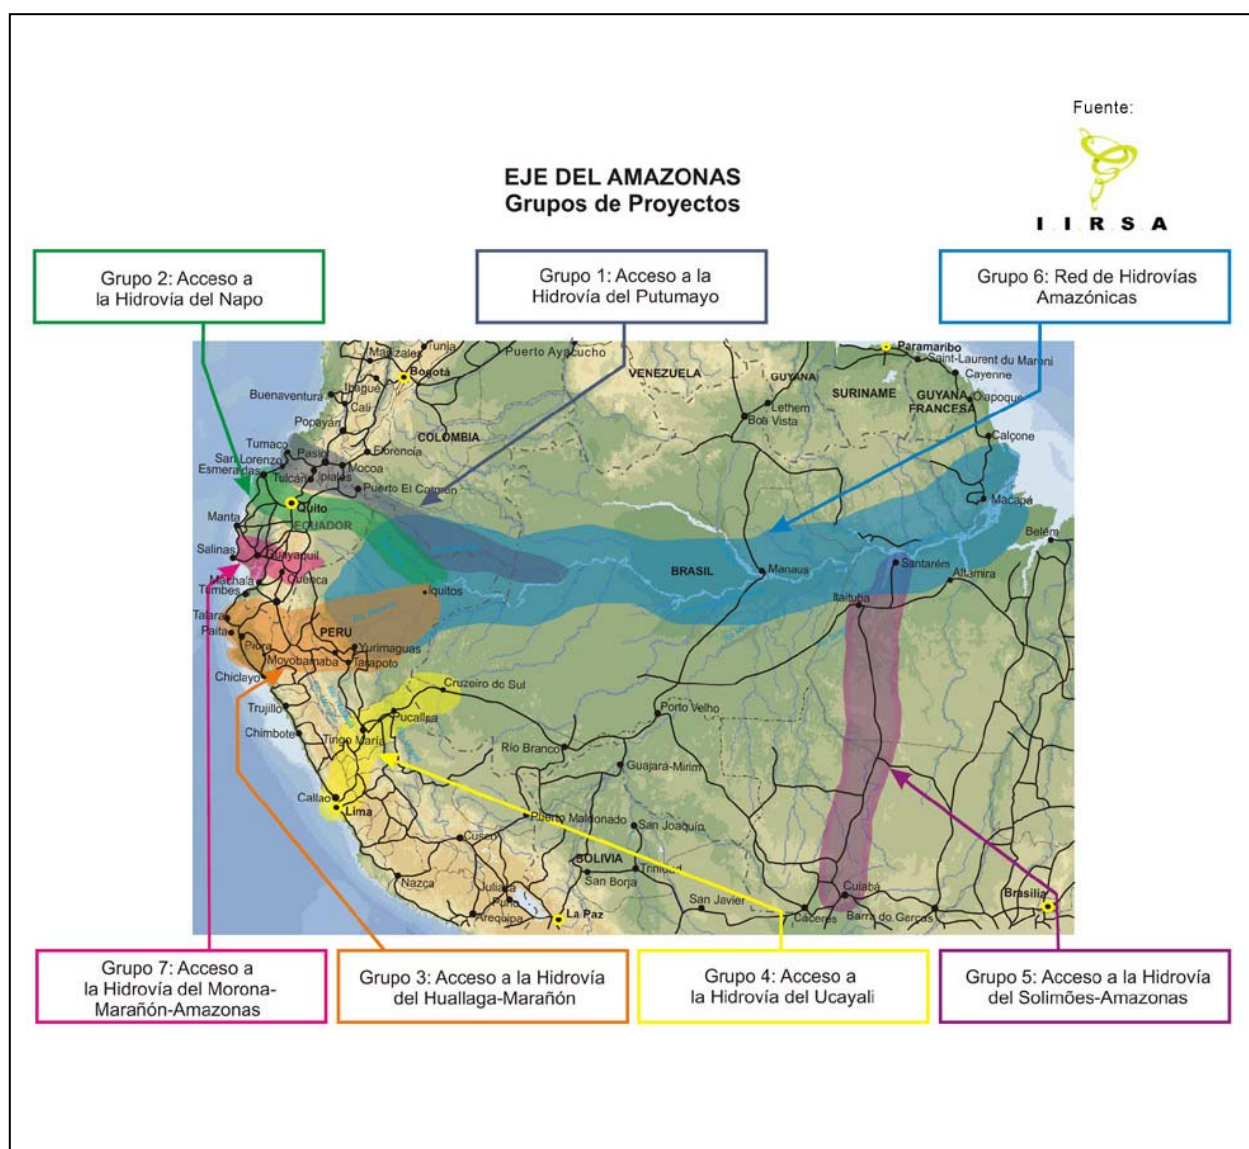 Fuente:
I.I.R.S.A
EJE DEL AMAZONAS
Grupos de Proyectos
Grupo 2: Acceso a
la Hidrovía del Napo
Grupo 1: Acceso a la
Hidrovía del Putumayo
Grupo 6: Red de Hidrovías
Amazónicas
Manizales
Tunja
Puerto Ayacucho
Paramaribo
Saint-Laurent du Maroni
Bogotá
VENEZUELA
GUYANA
Cayenne
Ibagué
SURINAME
GUYANA
FRANCESA
Oiapoque
Buenaventura
Cali
Lethem
Boa Vista
Popayán
COLOMBIA
Calçone
Tumaco
Florencia
San Lorenzo
Pasto
Mocoa
Esmeraldas
Tulcán
Ipiales
Puerto El Carmen
Quito
Macapá
Manta
ECUADOR
Belém
Salinas
Guayaquil
BRASIL
Manaus
Santarém
Machala
Cuenca
Altamira
Tumbes
Iquitos
Itaituba
Talara
Paita
Piura
PERU
Yurimaguas
Moyobamaba
Tarapoto
Chiclayo
Cruzeiro do Sul
Trujillo
Pucallpa
Porto Velho
Chimbote
Tingo María
Río Branco
Guajará-Mirim
Callao
Lima
Puerto Maldonado
San Joaquín
Cusco
BOLIVIA
Trinidad
Nazca
Juliaca
San Borja
Cuiabá
Brasilia
Puno
San Javier
Arequipa
La Paz
Cáceres
Barra do Garças
Grupo 7: Acceso a
la Hidrovía del Morona-
Marañón-Amazonas
Grupo 3: Acceso a la Hidrovía
del Huallaga-Marañón
Grupo 4: Acceso a
la Hidrovía del Ucayali
Grupo 5: Acceso a la Hidrovía
del Solimões-Amazonas